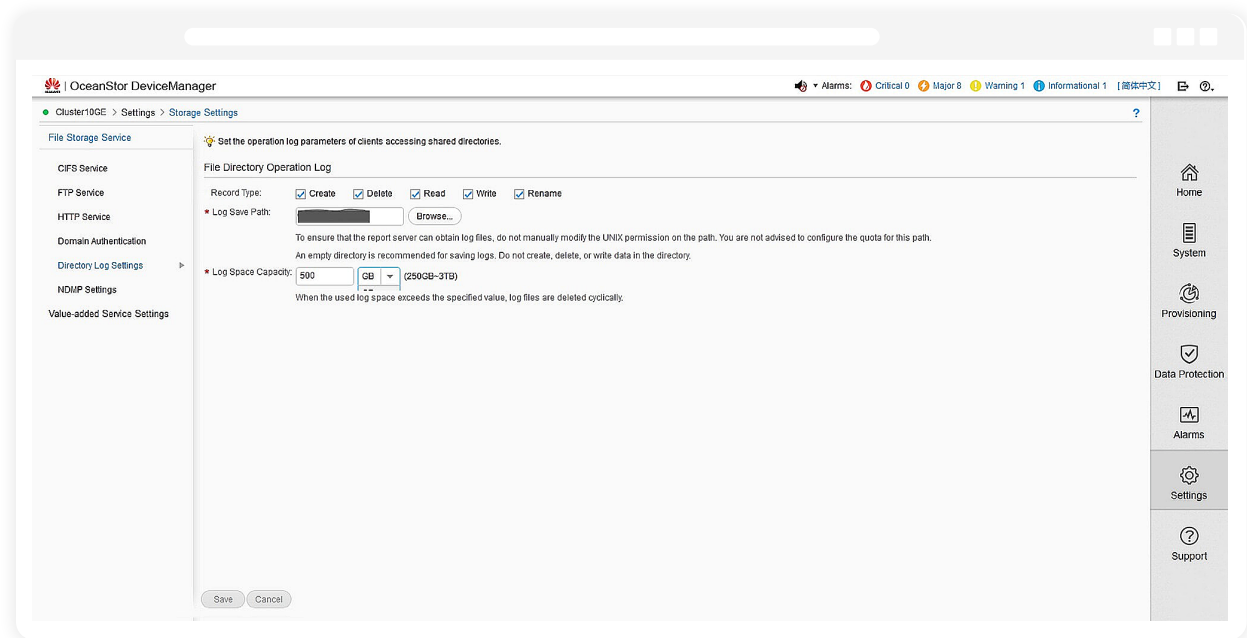 HUAWEI | OceanStor DeviceManager
Alarms: Critical 0 Major 8 Warning 1 Informational 1 [简体中文]
Cluster10GE > Settings > Storage Settings
File Storage Service
CIFS Service
FTP Service
HTTP Service
Domain Authentication
Directory Log Settings
NDMP Settings
Value-added Service Settings
Set the operation log parameters of clients accessing shared directories.
File Directory Operation Log
Record Type: Create Delete Read Write Rename
* Log Save Path: Browse...
To ensure that the report server can obtain log files, do not manually modify the UNIX permission on the path. You are not advised to configure the quota for this path.
An empty directory is recommended for saving logs. Do not create, delete, or write data in the directory.
* Log Space Capacity: 500 GB (250GB~3TB)
When the used log space exceeds the specified value, log files are deleted cyclically.
Save Cancel
Home
System
Provisioning
Data Protection
Alarms
Settings
Support